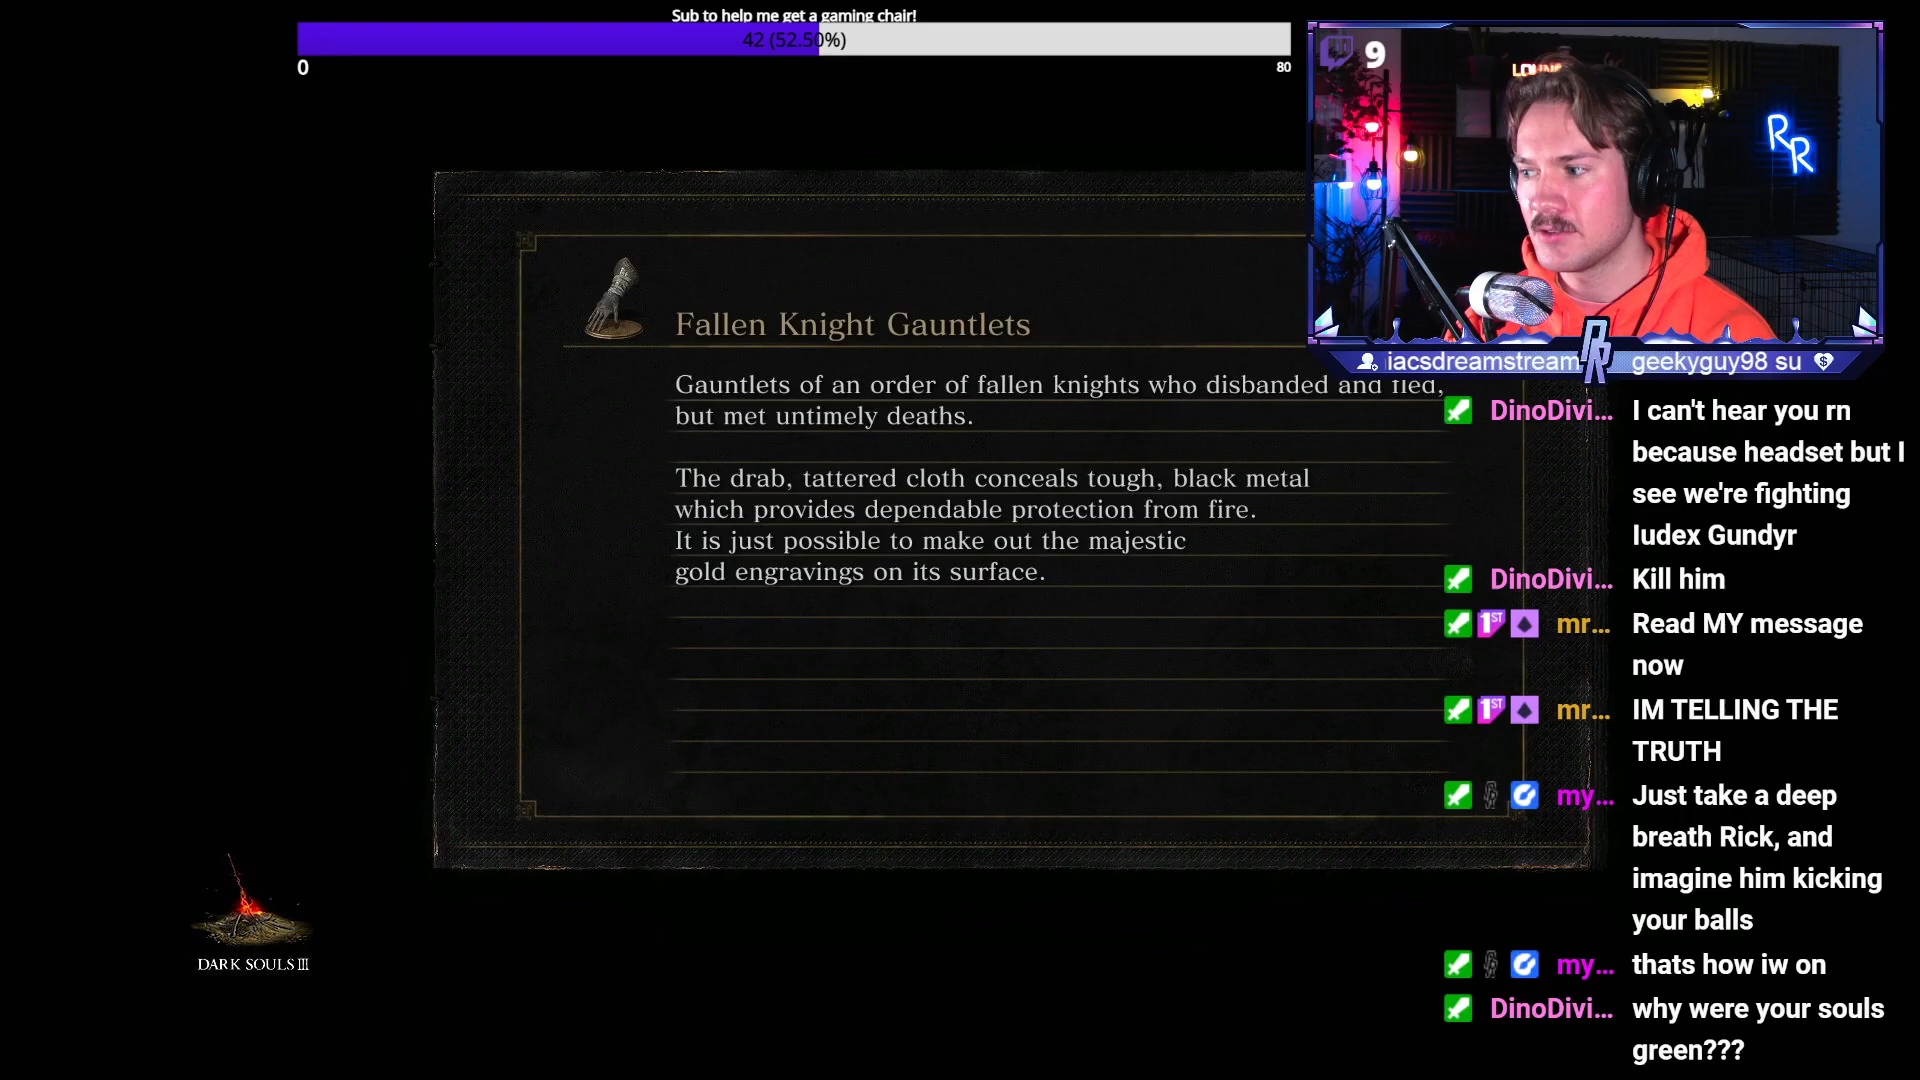 Sub to help me get a gaming chair!
42 (52.50%)
0
80
9
LOUNG
RR
iacsdreamstream
geekyguy98 su
Fallen Knight Gauntlets
Gauntlets of an order of fallen knights who disbanded and fled,
but met untimely deaths.
The drab, tattered cloth conceals tough, black metal
which provides dependable protection from fire.
It is just possible to make out the majestic
gold engravings on its surface.
DARK SOULS III
DinoDivi... I can't hear you rn
because headset but I
see we're fighting
Iudex Gundyr
DinoDivi... Kill him
1ST mr... Read MY message
now
1ST mr... IM TELLING THE
TRUTH
my... Just take a deep
breath Rick, and
imagine him kicking
your balls
my... thats how iw on
DinoDivi... why were your souls
green???